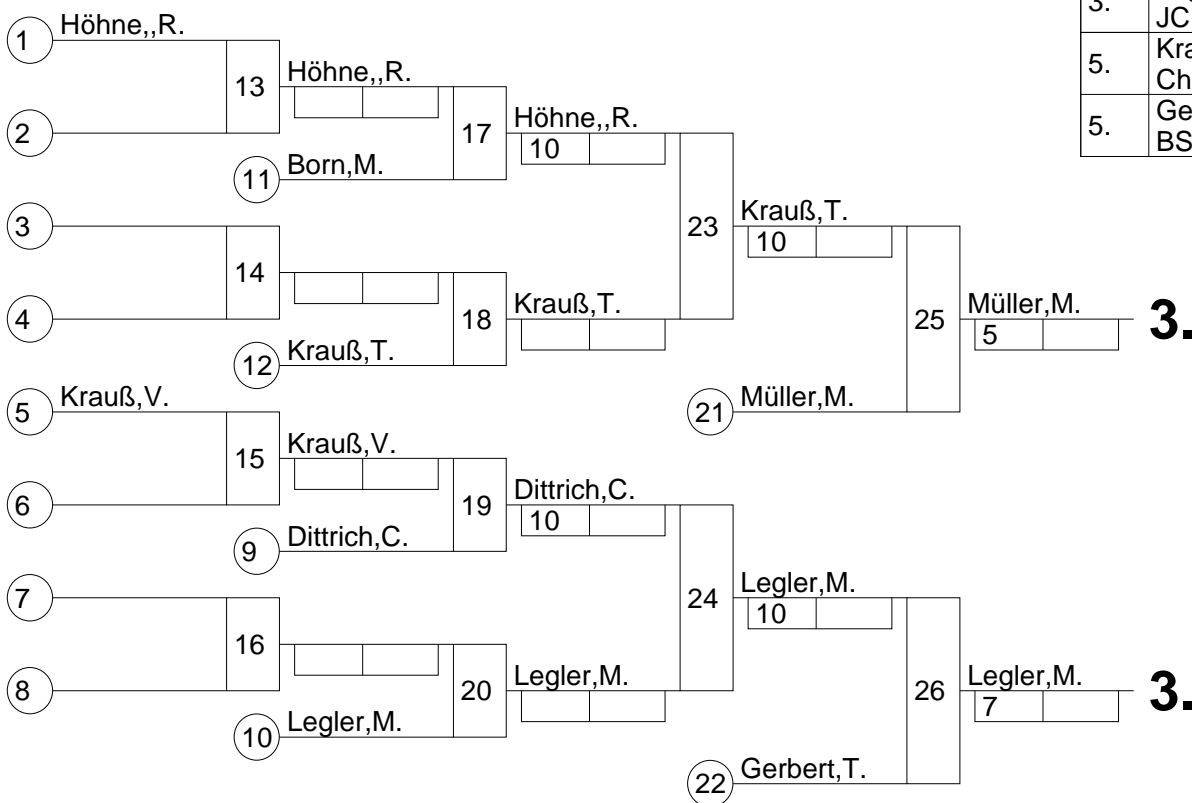 3.
JC
5.
Kra
Ch
5.
Ge
BS
1 Höhne,,R.
13 Höhne,,R.
2
17 Höhne,,R.
10
11 Born,M.
3
23 Krauß,T.
10
14
4
18 Krauß,T.
12 Krauß,T.
25 Müller,M. 3.
5
21 Müller,M.
5 Krauß,V.
15 Krauß,V.
6
19 Dittrich,C.
10
9 Dittrich,C.
7
24 Legler,M.
10
16
8
20 Legler,M.
10 Legler,M.
26 Legler,M. 3.
7
22 Gerbert,T.